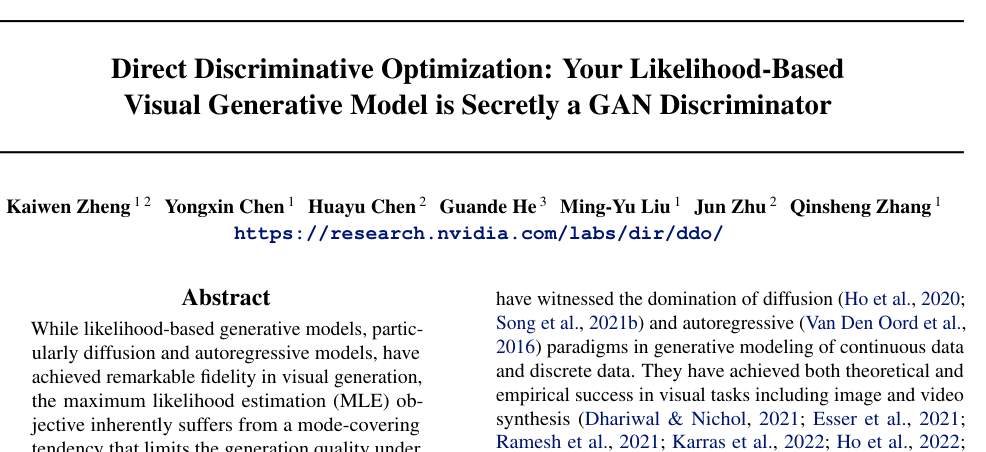 Direct Discriminative Optimization: Your Likelihood-Based
Visual Generative Model is Secretly a GAN Discriminator
Kaiwen Zheng 1 2 Yongxin Chen 1 Huayu Chen 2 Guande He 3 Ming-Yu Liu 1 Jun Zhu 2 Qinsheng Zhang 1
https://research.nvidia.com/labs/dir/ddo/
Abstract
While likelihood-based generative models, partic-
ularly diffusion and autoregressive models, have
achieved remarkable fidelity in visual generation,
the maximum likelihood estimation (MLE) ob-
jective inherently suffers from a mode-covering
tendency that limits the generation quality under
have witnessed the domination of diffusion (Ho et al., 2020;
Song et al., 2021b) and autoregressive (Van Den Oord et al.,
2016) paradigms in generative modeling of continuous data
and discrete data. They have achieved both theoretical and
empirical success in visual tasks including image and video
synthesis (Dhariwal & Nichol, 2021; Esser et al., 2021;
Ramesh et al., 2021; Karras et al., 2022; Ho et al., 2022;